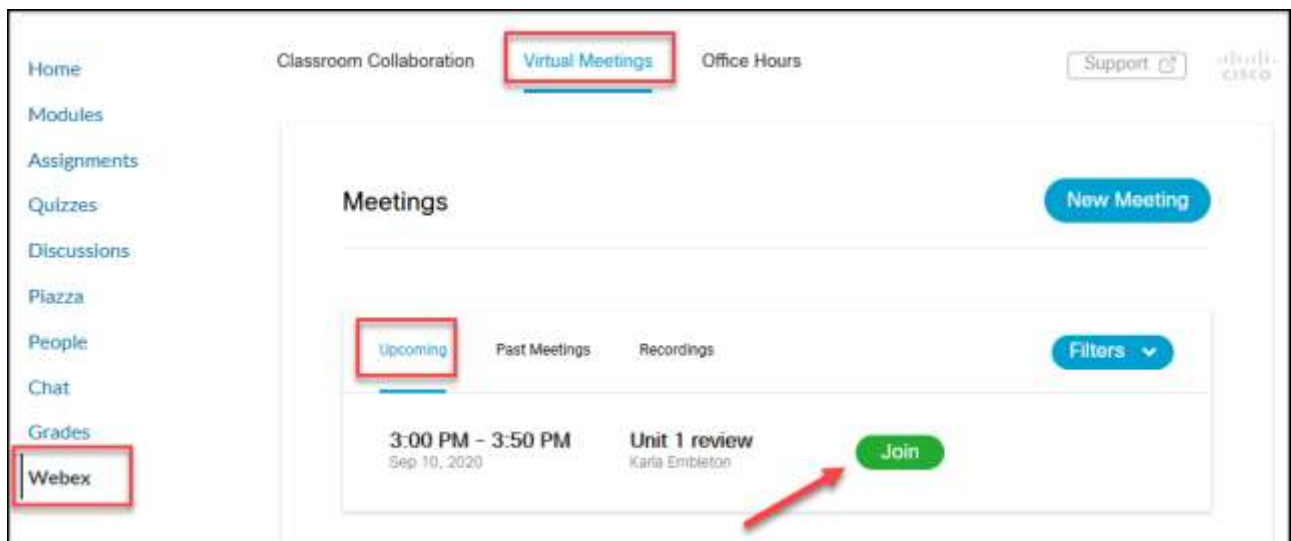 Home
Modules
Assignments
Quizzes
Discussions
Piazza
People
Chat
Grades
Webex
Classroom Collaboration Virtual Meetings Office Hours
Support
CISCO
Meetings
New Meeting
Upcoming Past Meetings Recordings
Filters
3:00 PM - 3:50 PM Unit 1 review Join
Sep 10, 2020 Karla Embleton